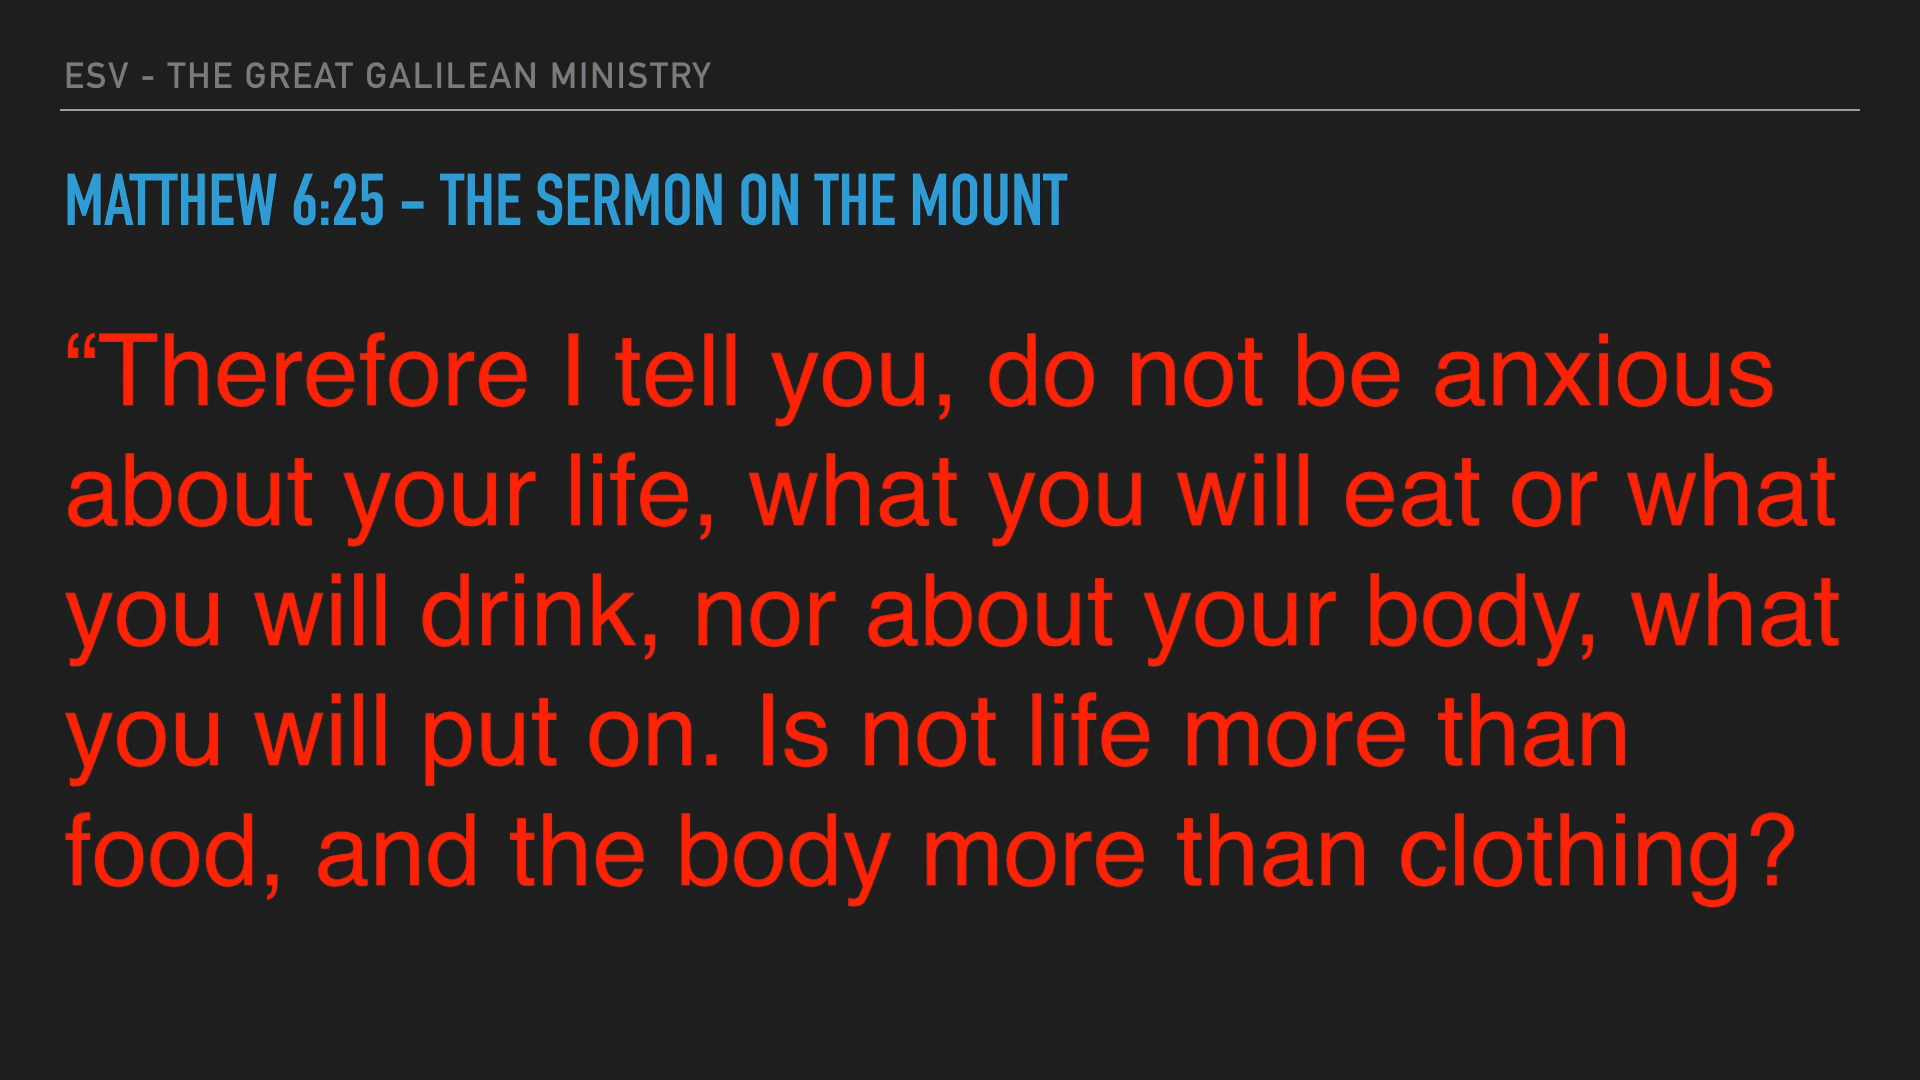 ESV - THE GREAT GALILEAN MINISTRY
MATTHEW 6:25 - THE SERMON ON THE MOUNT
“Therefore I tell you, do not be anxious
about your life, what you will eat or what
you will drink, nor about your body, what
you will put on. Is not life more than
food, and the body more than clothing?